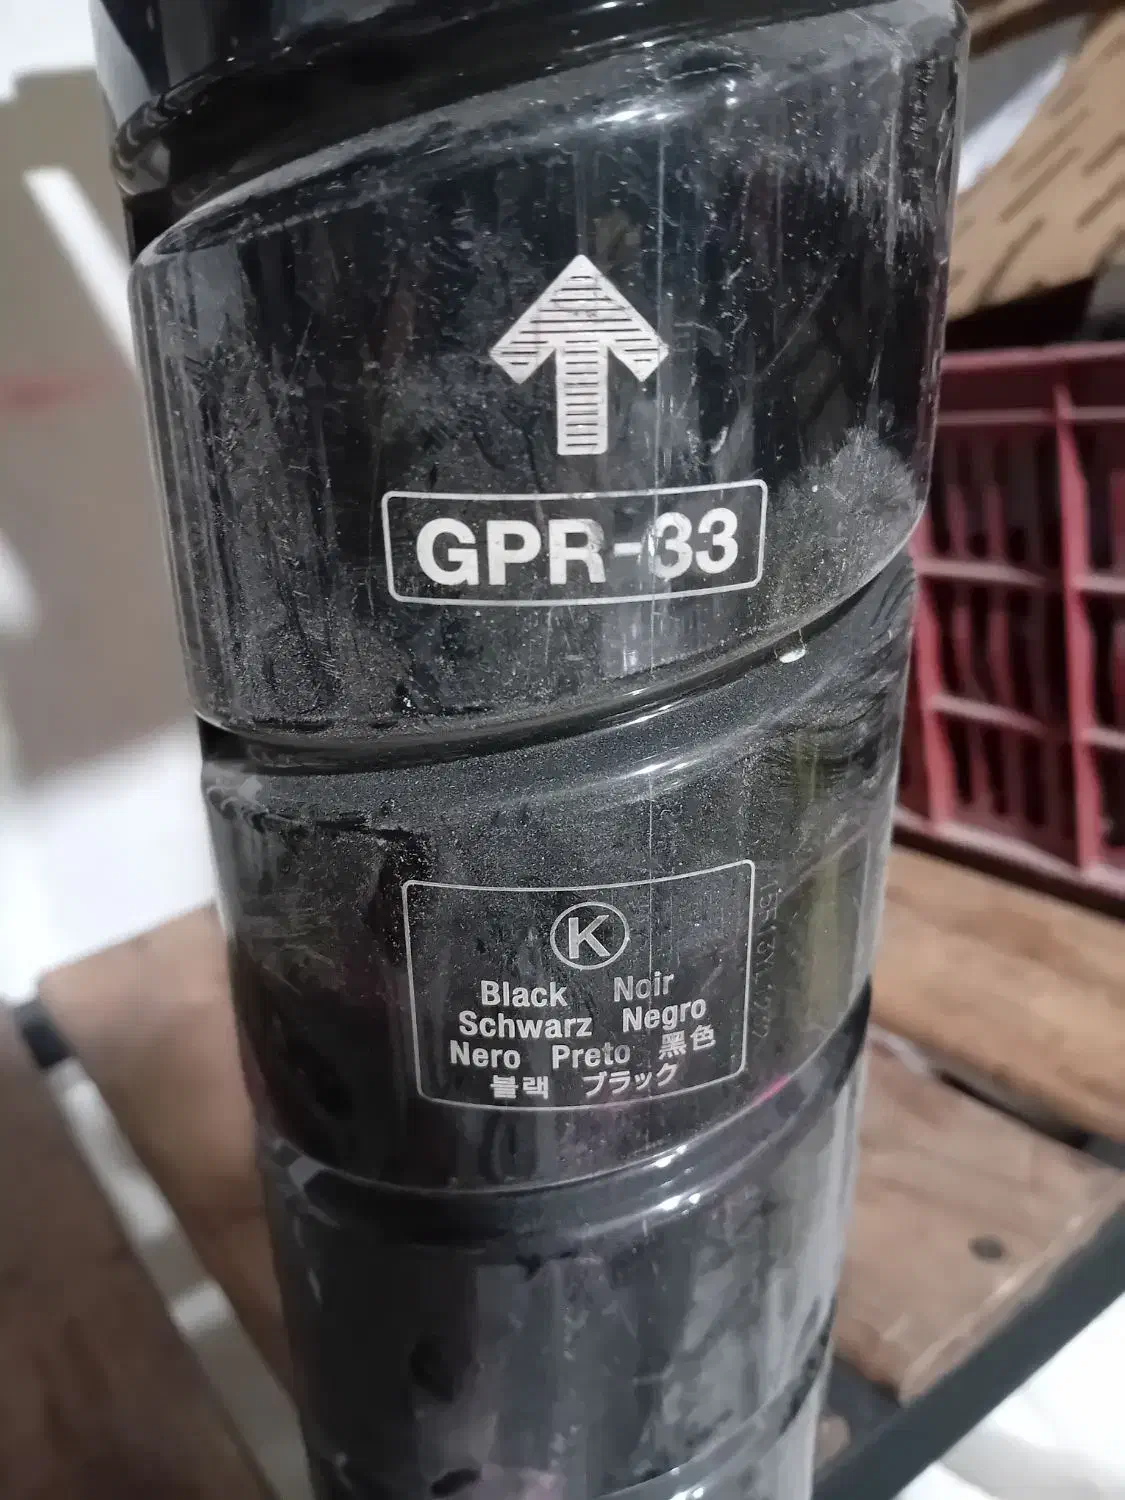 GPR-33
K
Black Noir
Schwarz Negro
Nero Preto 黑色
블랙 ブラック